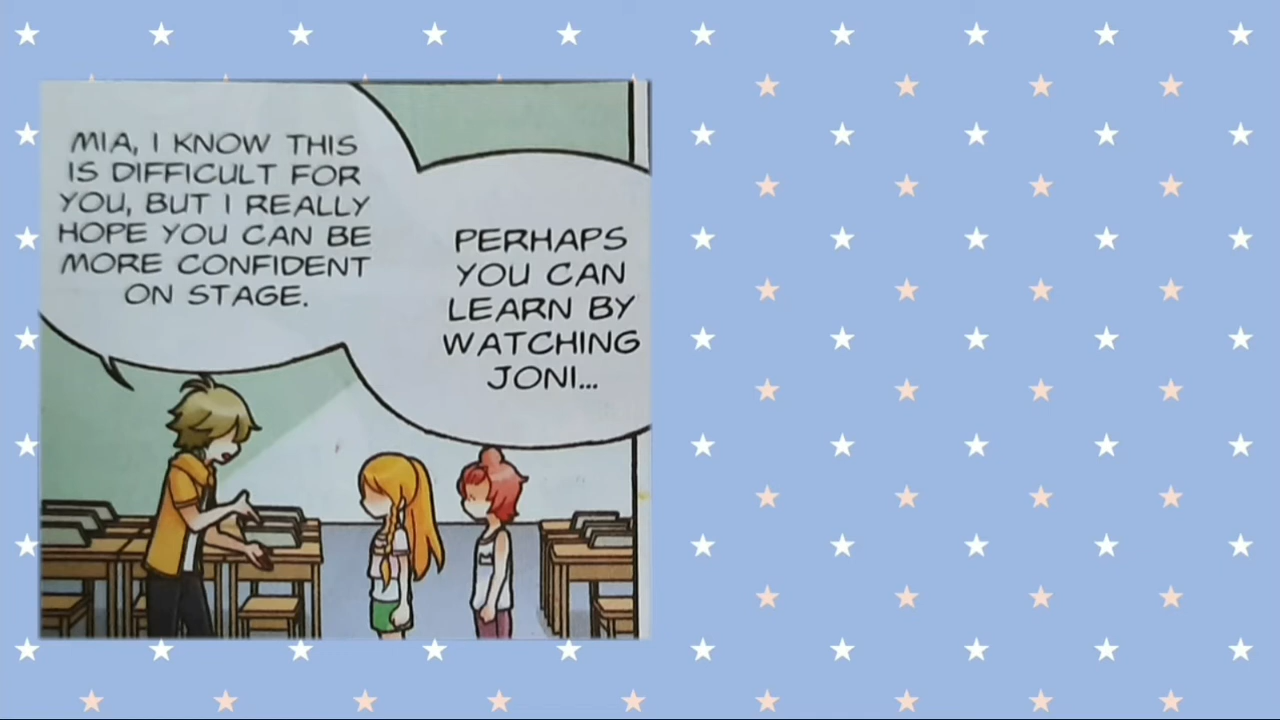 MIA, I KNOW THIS
IS DIFFICULT FOR
YOU, BUT I REALLY
HOPE YOU CAN BE
MORE CONFIDENT
ON STAGE.
PERHAPS
YOU CAN
LEARN BY
WATCHING
JONI...